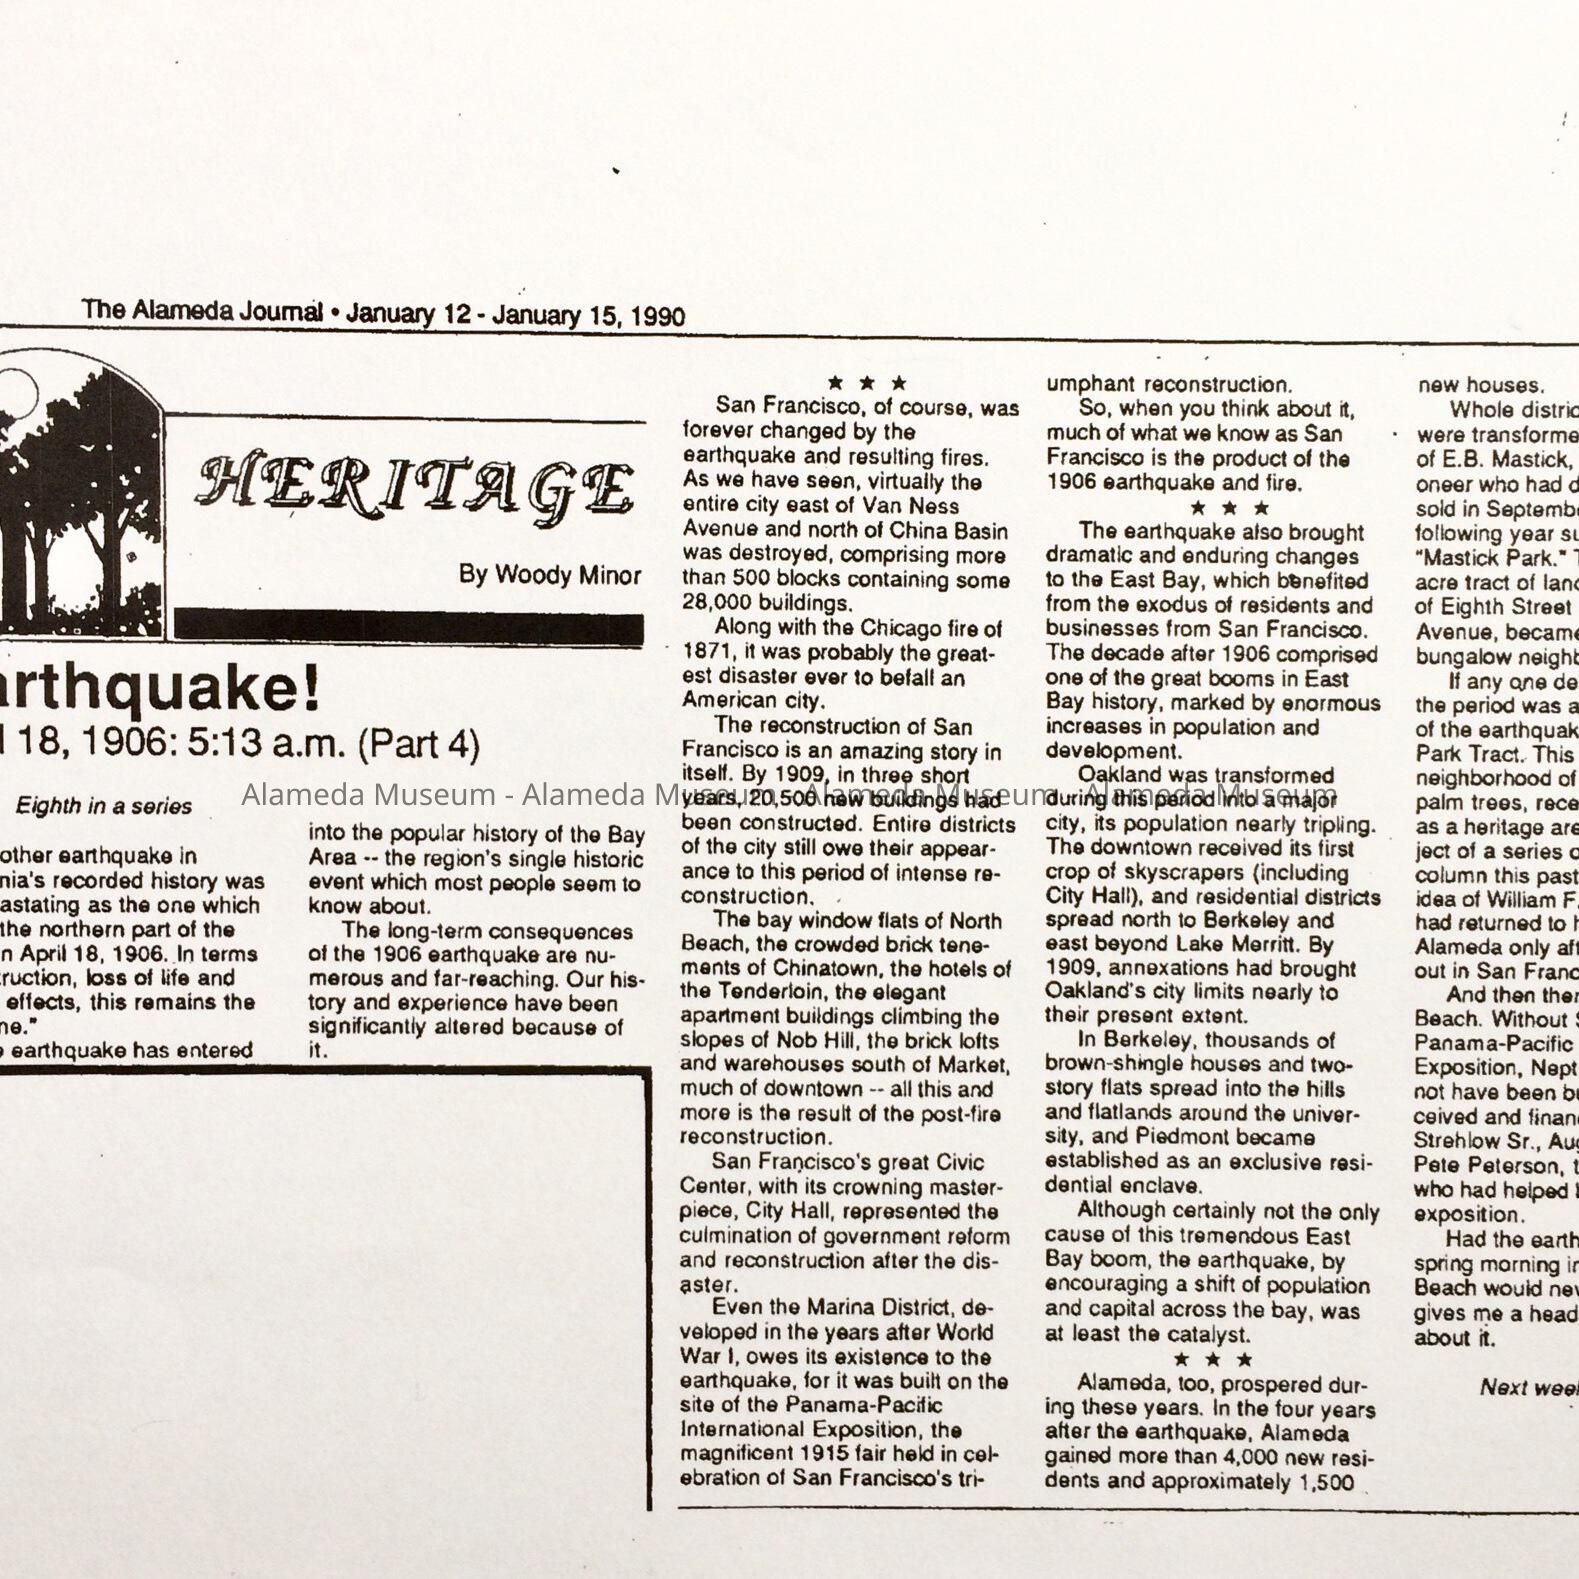 The Alameda Journal • January 12 - January 15, 1990
HERITAGE
By Woody Minor
arthquake!
18, 1906: 5:13 a.m. (Part 4)
Eighth in a series
other earthquake in
nia's recorded history was
astating as the one which
the northern part of the
n April 18, 1906. In terms
ruction, loss of life and
effects, this remains the
ne."
earthquake has entered
into the popular history of the Bay
Area -- the region's single historic
event which most people seem to
know about.
The long-term consequences
of the 1906 earthquake are nu-
merous and far-reaching. Our his-
tory and experience have been
significantly altered because of
it.
★ ★ ★
San Francisco, of course, was
forever changed by the
earthquake and resulting fires.
As we have seen, virtually the
entire city east of Van Ness
Avenue and north of China Basin
was destroyed, comprising more
than 500 blocks containing some
28,000 buildings.
Along with the Chicago fire of
1871, it was probably the great-
est disaster ever to befall an
American city.
The reconstruction of San
Francisco is an amazing story in
itself. By 1909, in three short
years, 20,500 new buildings had
been constructed. Entire districts
of the city still owe their appear-
ance to this period of intense re-
construction.
The bay window flats of North
Beach, the crowded brick tene-
ments of Chinatown, the hotels of
the Tenderloin, the elegant
apartment buildings climbing the
slopes of Nob Hill, the brick lofts
and warehouses south of Market,
much of downtown -- all this and
more is the result of the post-fire
reconstruction.
San Francisco's great Civic
Center, with its crowning master-
piece, City Hall, represented the
culmination of government reform
and reconstruction after the dis-
aster.
Even the Marina District, de-
veloped in the years after World
War I, owes its existence to the
earthquake, for it was built on the
site of the Panama-Pacific
International Exposition, the
magnificent 1915 fair held in cel-
ebration of San Francisco's tri-
umphant reconstruction.
So, when you think about it,
much of what we know as San
Francisco is the product of the
1906 earthquake and fire.
★ ★ ★
The earthquake also brought
dramatic and enduring changes
to the East Bay, which benefited
from the exodus of residents and
businesses from San Francisco.
The decade after 1906 comprised
one of the great booms in East
Bay history, marked by enormous
increases in population and
development.
Oakland was transformed
during this period into a major
city, its population nearly tripling.
The downtown received its first
crop of skyscrapers (including
City Hall), and residential districts
spread north to Berkeley and
east beyond Lake Merritt. By
1909, annexations had brought
Oakland's city limits nearly to
their present extent.
In Berkeley, thousands of
brown-shingle houses and two-
story flats spread into the hills
and flatlands around the univer-
sity, and Piedmont became
established as an exclusive resi-
dential enclave.
Although certainly not the only
cause of this tremendous East
Bay boom, the earthquake, by
encouraging a shift of population
and capital across the bay, was
at least the catalyst.
★ ★ ★
Alameda, too, prospered dur-
ing these years. In the four years
after the earthquake, Alameda
gained more than 4,000 new resi-
dents and approximately 1,500
new houses.
Whole distric
were transforme
of E.B. Mastick,
oneer who had d
sold in Septembe
following year su
"Mastick Park." T
acre tract of land
of Eighth Street
Avenue, became
bungalow neighb
If any one de
the period was a
of the earthquak
Park Tract. This
neighborhood of
palm trees, rece
as a heritage are
ject of a series o
column this past
idea of William F.
had returned to h
Alameda only aft
out in San Franc
And then ther
Beach. Without S
Panama-Pacific
Exposition, Nept
not have been bu
ceived and financ
Strehlow Sr., Aug
Pete Peterson, t
who had helped
exposition.
Had the earth
spring morning in
Beach would nev
gives me a head
about it.
Next wee
Alameda Museum - Alameda Museum - Alameda Museum - Alameda Museum